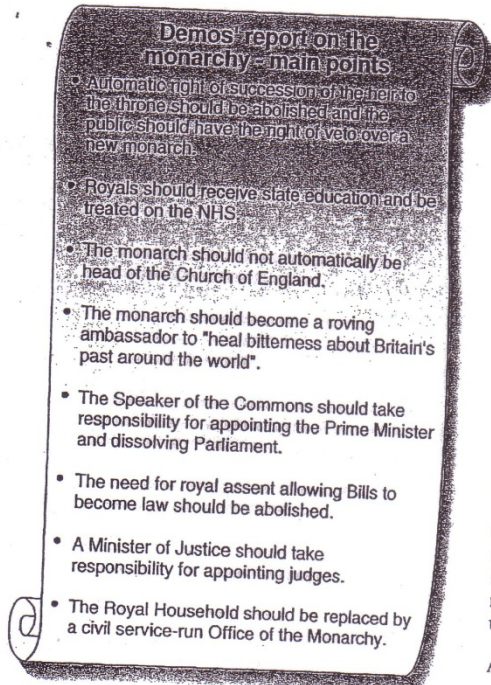 Demos' report on the
monarchy - main points
• Automatic right of succession of the heir to
the throne should be abolished and the
public should have the right of veto over a
new monarch.
• Royals should receive state education and be
treated on the NHS
• The monarch should not automatically be
head of the Church of England.
• The monarch should become a roving
ambassador to "heal bitterness about Britain's
past around the world".
• The Speaker of the Commons should take
responsibility for appointing the Prime Minister
and dissolving Parliament.
• The need for royal assent allowing Bills to
become law should be abolished.
• A Minister of Justice should take
responsibility for appointing judges.
• The Royal Household should be replaced by
a civil service-run Office of the Monarchy.